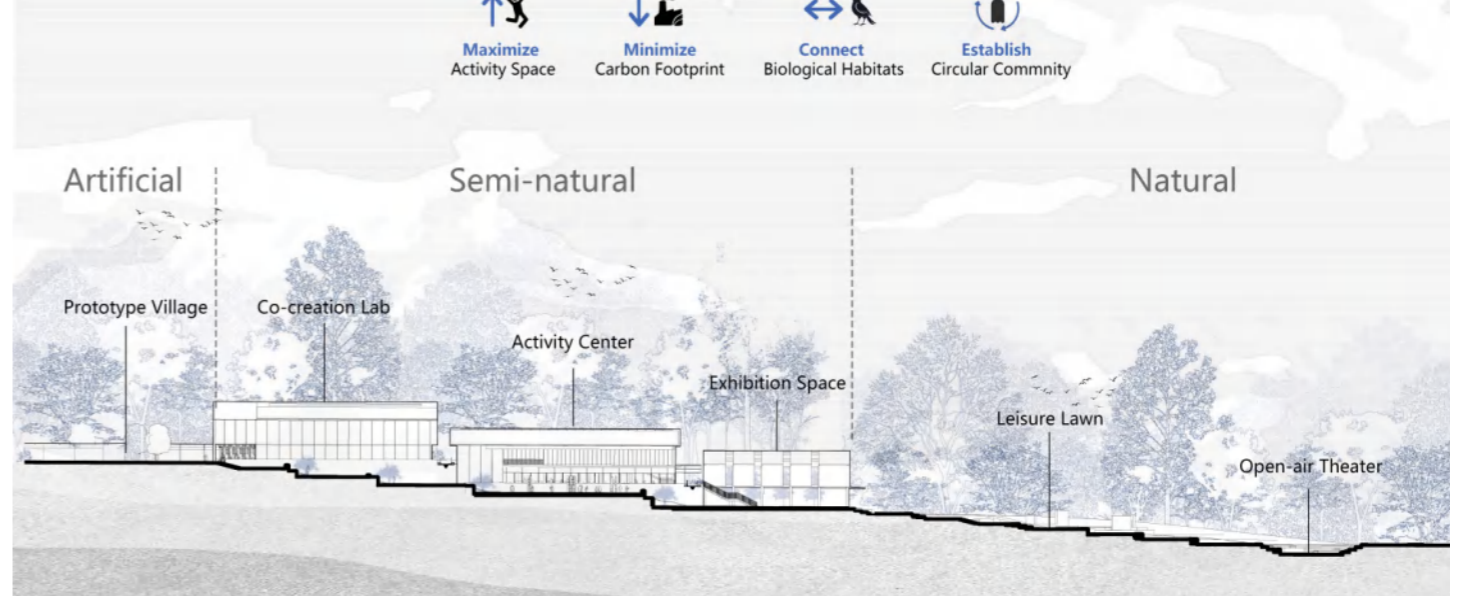 Maximize
Activity Space
Minimize
Carbon Footprint
Connect
Biological Habitats
Establish
Circular Commnity
Artificial
Semi-natural
Natural
Prototype Village
Co-creation Lab
Activity Center
Exhibition Space
Leisure Lawn
Open-air Theater